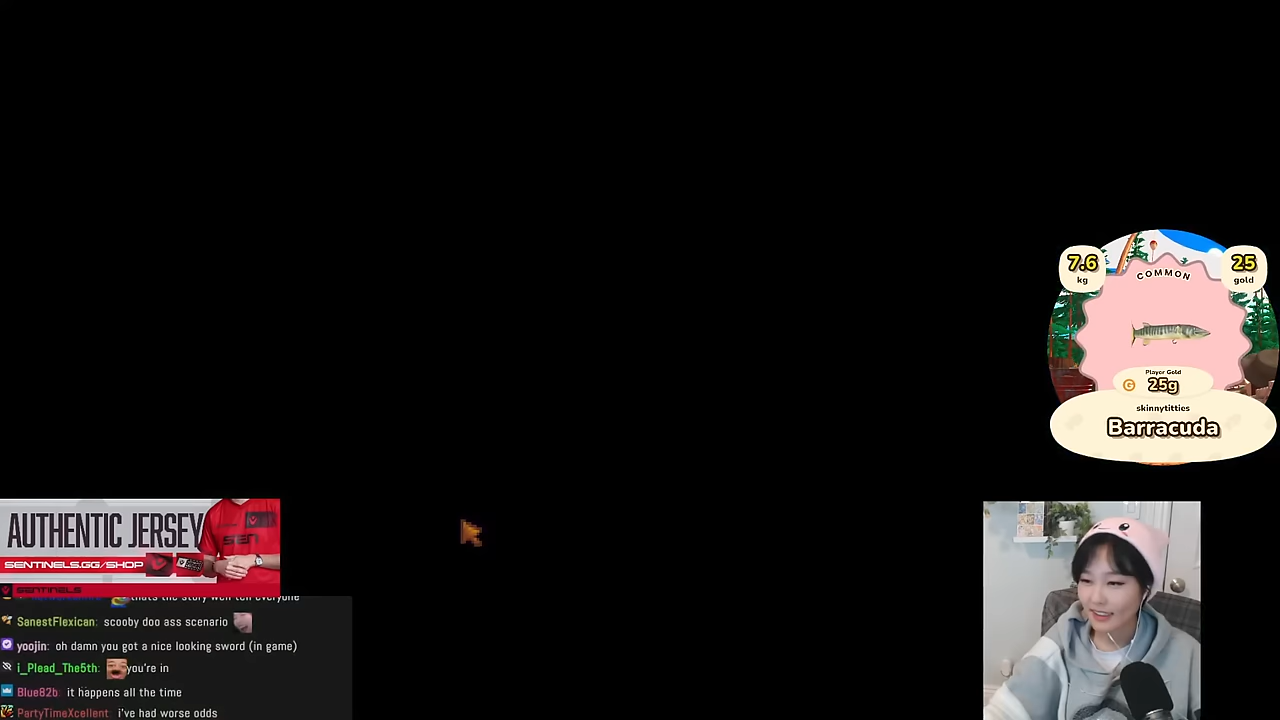 7.6
kg
COMMON
25
gold
Player Gold
G 25g
skinnytitties
Barracuda
AUTHENTIC JERSEY
SEN
SENTINELS.GG/SHOP
SENTINELS
thats the story well tell everyone
SanestFlexican: scooby doo ass scenario
yoojin: oh damn you got a nice looking sword (in game)
i_Plead_The5th: you're in
Blue82b: it happens all the time
PartyTimeXcellent: i've had worse odds